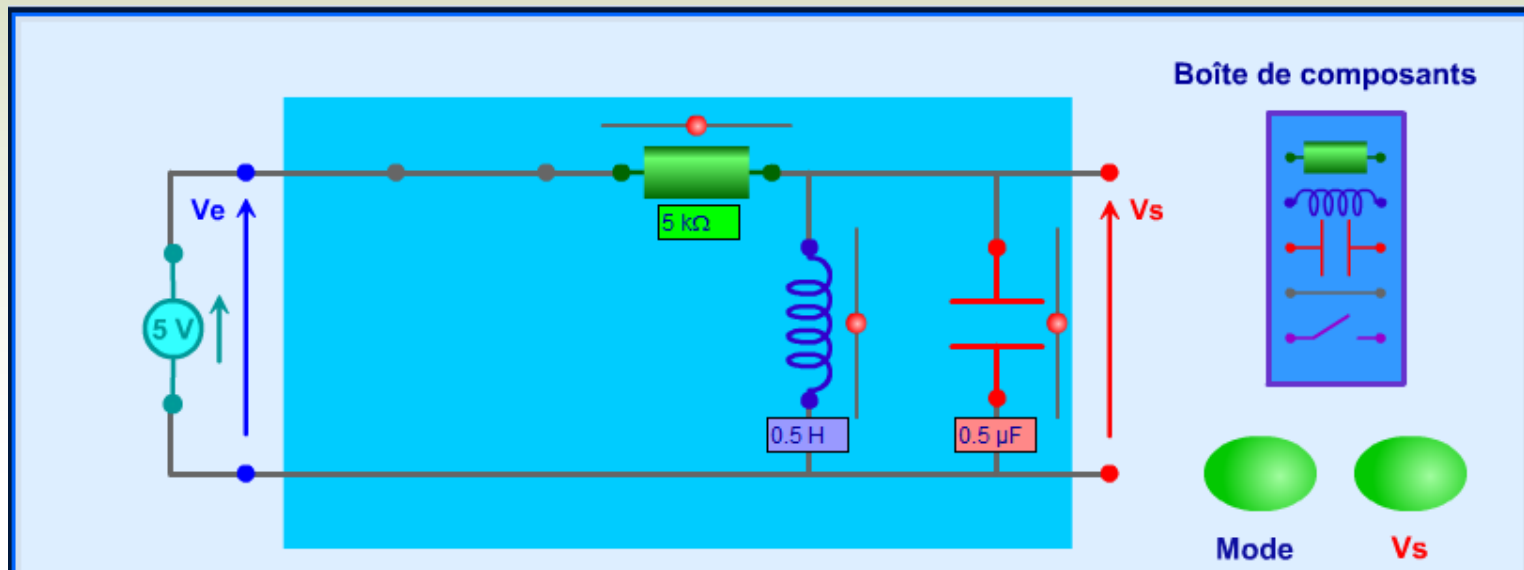 Boîte de composants
Ve
5 kΩ
Vs
5 V
0.5 H
0.5 µF
Mode
Vs